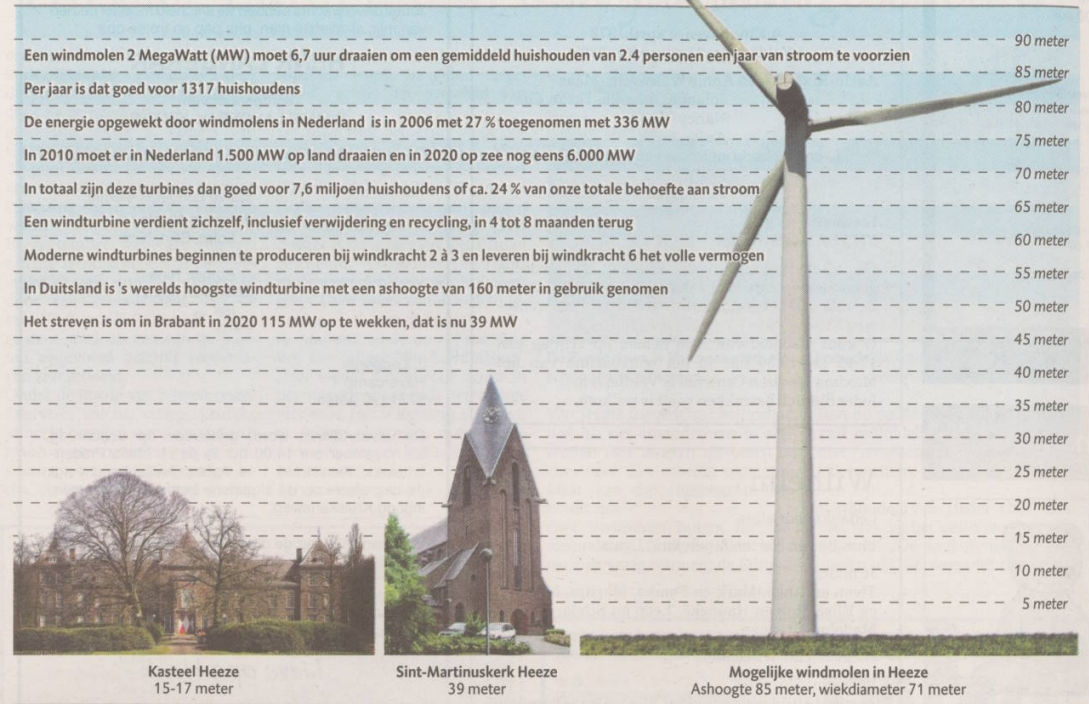 90 meter
Een windmolen 2 MegaWatt (MW) moet 6,7 uur draaien om een gemiddeld huishouden van 2.4 personen een jaar van stroom te voorzien
85 meter
Per jaar is dat goed voor 1317 huishoudens
80 meter
De energie opgewekt door windmolens in Nederland is in 2006 met 27 % toegenomen met 336 MW
75 meter
In 2010 moet er in Nederland 1.500 MW op land draaien en in 2020 op zee nog eens 6.000 MW
70 meter
In totaal zijn deze turbines dan goed voor 7,6 miljoen huishoudens of ca. 24 % van onze totale behoefte aan stroom
65 meter
Een windturbine verdient zichzelf, inclusief verwijdering en recycling, in 4 tot 8 maanden terug
60 meter
Moderne windturbines beginnen te produceren bij windkracht 2 à 3 en leveren bij windkracht 6 het volle vermogen
55 meter
In Duitsland is 's werelds hoogste windturbine met een ashoogte van 160 meter in gebruik genomen
50 meter
Het streven is om in Brabant in 2020 115 MW op te wekken, dat is nu 39 MW
45 meter
40 meter
35 meter
30 meter
25 meter
20 meter
15 meter
10 meter
5 meter
Kasteel Heeze
15-17 meter
Sint-Martinuskerk Heeze
39 meter
Mogelijke windmolen in Heeze
Ashoogte 85 meter, wiekdiameter 71 meter